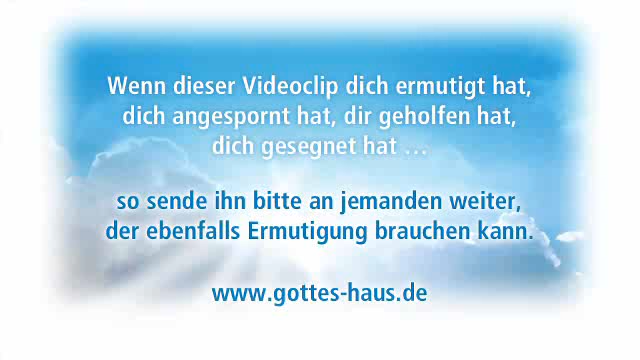 Wenn dieser Videoclip dich ermutigt hat,
dich angespornt hat, dir geholfen hat,
dich gesegnet hat ...
so sende ihn bitte an jemanden weiter,
der ebenfalls Ermutigung brauchen kann.
www.gottes-haus.de